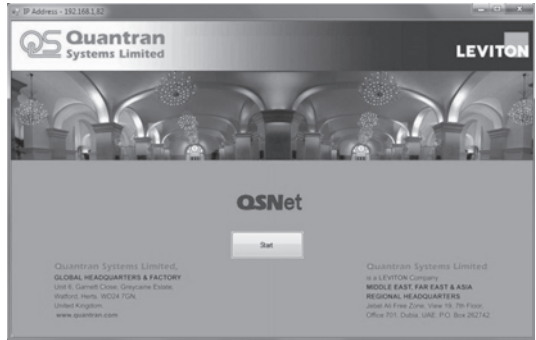 IP Address - 192.168.1.82
QS Quantran
Systems Limited
LEVITON
QSNet
Start
Quantran Systems Limited,
GLOBAL HEADQUARTERS & FACTORY
Unit 6, Garnett Close, Greycaine Estate,
Watford, Herts, WD24 7GN,
United Kingdom
www.quantran.com
Quantran Systems Limited
is a LEVITON Company
MIDDLE EAST, FAR EAST & ASIA
REGIONAL HEADQUARTERS
Jebel Ali Free Zone, View 19, 7th Floor,
Office 701, Dubia, UAE, P.O. Box 262742